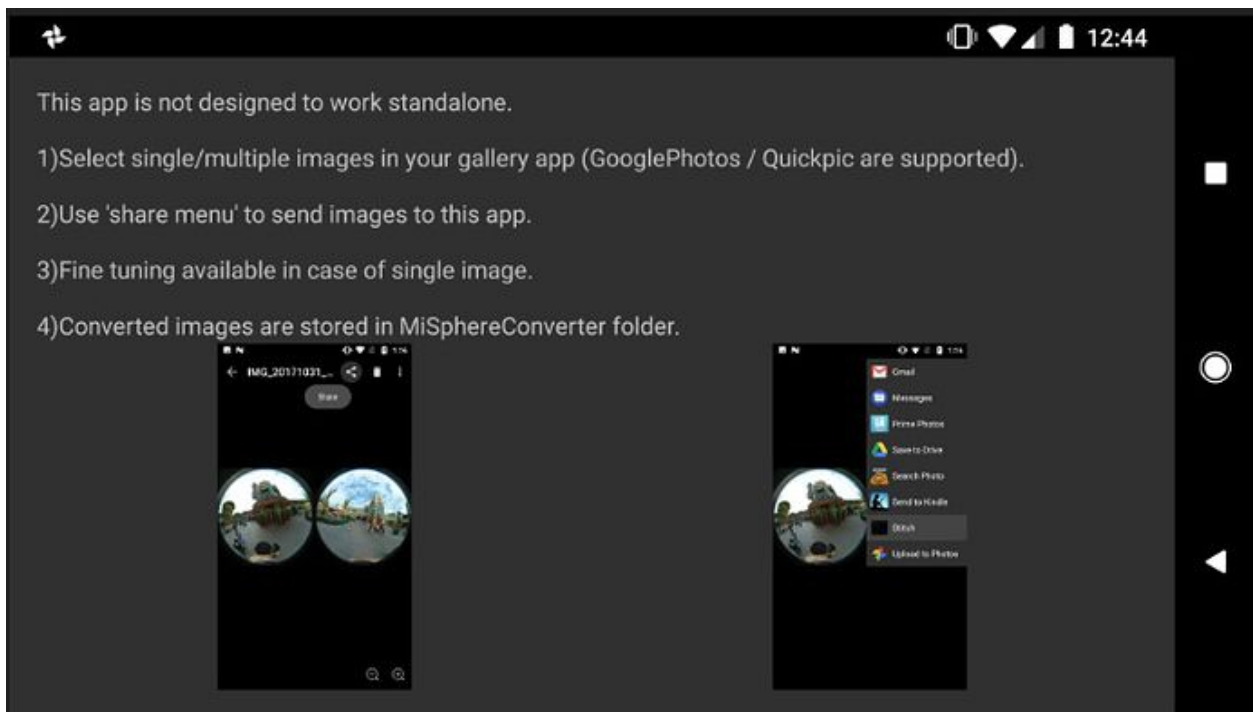 12:44
This app is not designed to work standalone.
1)Select single/multiple images in your gallery app (GooglePhotos / Quickpic are supported).
2)Use 'share menu' to send images to this app.
3)Fine tuning available in case of single image.
4)Converted images are stored in MiSphereConverter folder.
IMG_20171031_...
Share
Gmail
Messages
Prime Photos
Save to Drive
Search Photo
Send to Kindle
Stitch
Upload to Photos